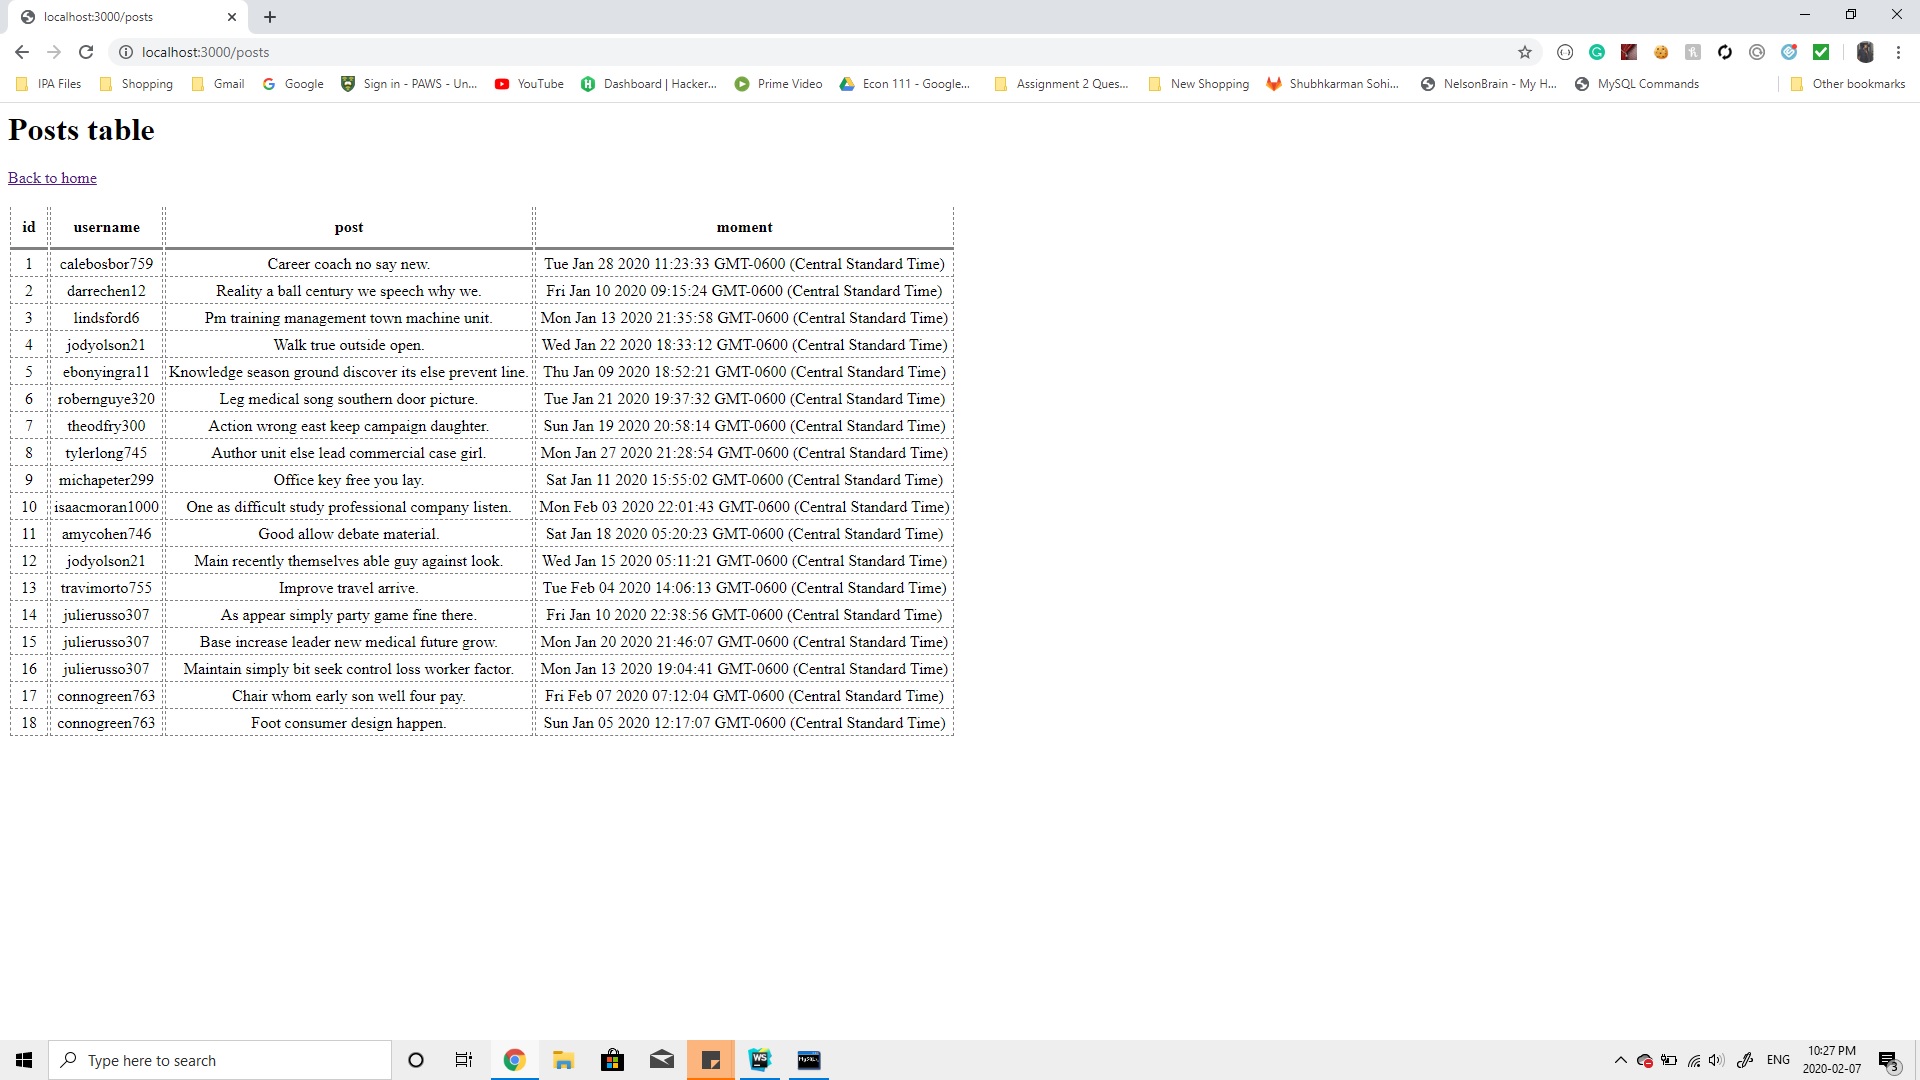 localhost:3000/posts
localhost:3000/posts
IPA Files Shopping Gmail Google Sign in - PAWS - Un... YouTube Dashboard | Hacker... Prime Video Econ 111 - Google... Assignment 2 Ques... New Shopping Shubhkarman Sohi... NelsonBrain - My H... MySQL Commands Other bookmarks
Posts table
Back to home
id username post moment
1 calebosbor759 Career coach no say new. Tue Jan 28 2020 11:23:33 GMT-0600 (Central Standard Time)
2 darrechen12 Reality a ball century we speech why we. Fri Jan 10 2020 09:15:24 GMT-0600 (Central Standard Time)
3 lindsford6 Pm training management town machine unit. Mon Jan 13 2020 21:35:58 GMT-0600 (Central Standard Time)
4 jodyolson21 Walk true outside open. Wed Jan 22 2020 18:33:12 GMT-0600 (Central Standard Time)
5 ebonyingra11 Knowledge season ground discover its else prevent line. Thu Jan 09 2020 18:52:21 GMT-0600 (Central Standard Time)
6 robernguye320 Leg medical song southern door picture. Tue Jan 21 2020 19:37:32 GMT-0600 (Central Standard Time)
7 theodfry300 Action wrong east keep campaign daughter. Sun Jan 19 2020 20:58:14 GMT-0600 (Central Standard Time)
8 tylerlong745 Author unit else lead commercial case girl. Mon Jan 27 2020 21:28:54 GMT-0600 (Central Standard Time)
9 michapeter299 Office key free you lay. Sat Jan 11 2020 15:55:02 GMT-0600 (Central Standard Time)
10 isaacmoran1000 One as difficult study professional company listen. Mon Feb 03 2020 22:01:43 GMT-0600 (Central Standard Time)
11 amycohen746 Good allow debate material. Sat Jan 18 2020 05:20:23 GMT-0600 (Central Standard Time)
12 jodyolson21 Main recently themselves able guy against look. Wed Jan 15 2020 05:11:21 GMT-0600 (Central Standard Time)
13 travimorto755 Improve travel arrive. Tue Feb 04 2020 14:06:13 GMT-0600 (Central Standard Time)
14 julierusso307 As appear simply party game fine there. Fri Jan 10 2020 22:38:56 GMT-0600 (Central Standard Time)
15 julierusso307 Base increase leader new medical future grow. Mon Jan 20 2020 21:46:07 GMT-0600 (Central Standard Time)
16 julierusso307 Maintain simply bit seek control loss worker factor. Mon Jan 13 2020 19:04:41 GMT-0600 (Central Standard Time)
17 connogreen763 Chair whom early son well four pay. Fri Feb 07 2020 07:12:04 GMT-0600 (Central Standard Time)
18 connogreen763 Foot consumer design happen. Sun Jan 05 2020 12:17:07 GMT-0600 (Central Standard Time)
Type here to search
WS
MySQL
ENG
10:27 PM
2020-02-07
3